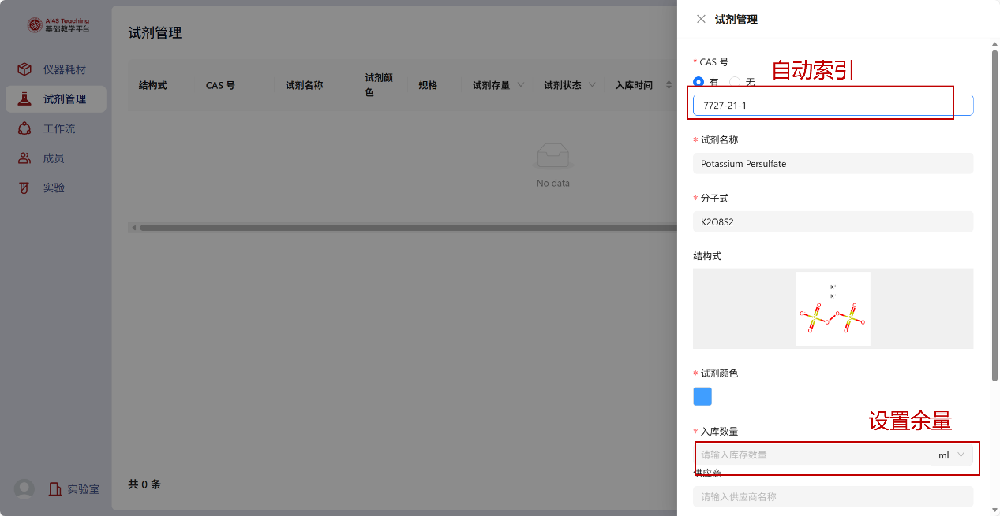 AI4S Teaching
基础教学平台
仪器耗材
试剂管理
工作流
成员
实验
实验室
试剂管理
结构式 CAS 号 试剂名称 试剂颜色 规格 试剂存量 试剂状态 入库时间
No data
共 0 条
试剂管理
* CAS 号
有 无
自动索引
7727-21-1
* 试剂名称
Potassium Persulfate
* 分子式
K2O8S2
结构式
K⁺
K⁺
O⁻ O O O O O O O⁻
* 试剂颜色
设置余量
* 入库数量
请输入库存数量 ml
供应商
请输入供应商名称